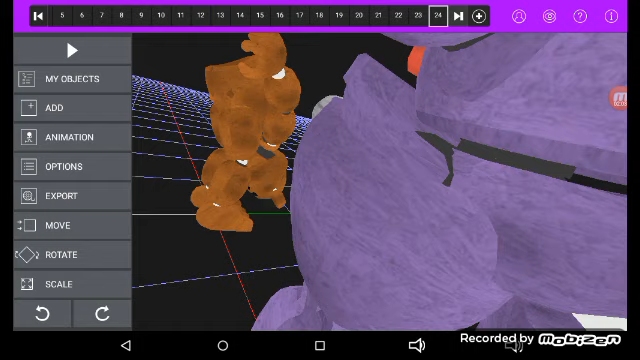 5 7 8 9 10 11 12 13 14 15 16 17 18 19 20 21 22 23 24
MY OBJECTS
ADD
ANIMATION
OPTIONS
EXPORT
MOVE
ROTATE
SCALE
Recorded by MOBIZEN